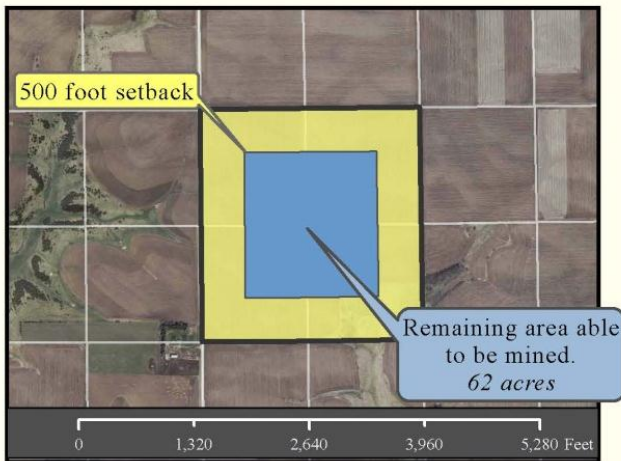 500 foot setback
Remaining area able
to be mined.
62 acres
0 1,320 2,640 3,960 5,280 Feet